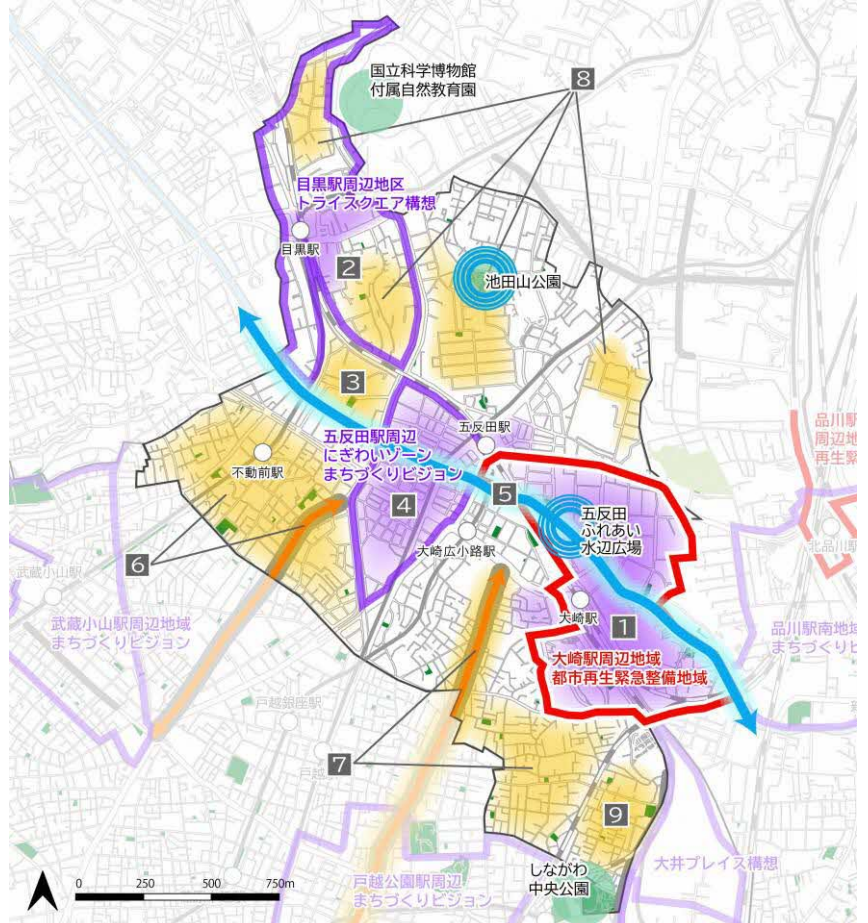 国立科学博物館
付属自然教育園
8
目黒駅周辺地区
トライスクエア構想
目黒駅
2
池田山公園
3
五反田駅
五反田駅周辺
にぎわいゾーン
まちづくりビジョン
不動前駅
4
5
五反田
ふれあい
水辺広場
大崎広小路駅
品川駅
周辺地
再生緊
北品川駅
6
武蔵小山駅
武蔵小山駅周辺地域
まちづくりビジョン
大崎駅
1
大崎駅周辺地域
都市再生緊急整備地域
品川駅南地域
まちづくりビ
戸越銀座駅
戸越
7
9
しながわ
中央公園
大井プレイス構想
戸越公園駅周辺
まちづくりビジョン
0 250 500 750m